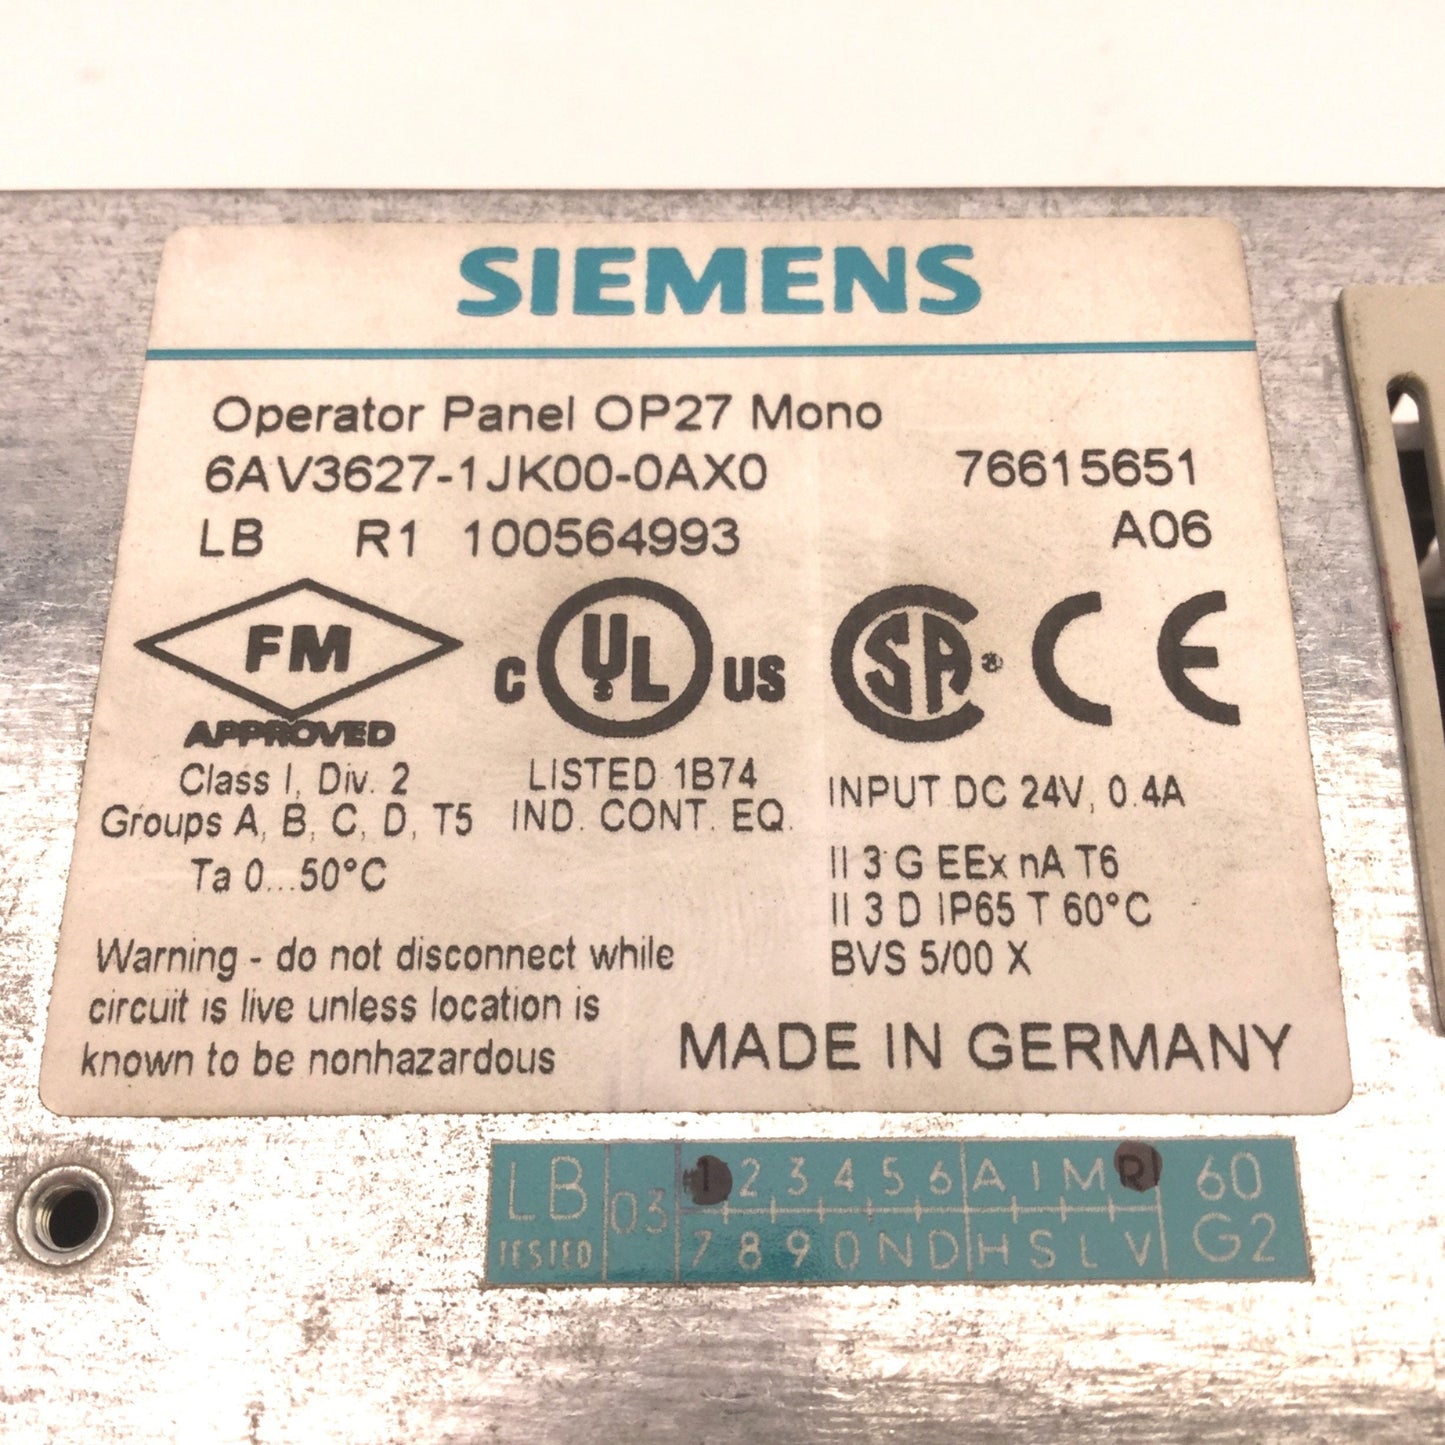 SIEMENS
Operator Panel OP27 Mono
6AV3627-1JK00-0AX0 76615651
LB R1 100564993 A06
FM
APPROVED
Class I, Div. 2
Groups A, B, C, D, T5
Ta 0...50°C
C UL ® US
LISTED 1B74
IND. CONT. EQ.
SA ® CE
INPUT DC 24V, 0.4A
II 3 G EEx nA T6
II 3 D IP65 T 60°C
BVS 5/00 X
Warning - do not disconnect while
circuit is live unless location is
known to be nonhazardous
MADE IN GERMANY
LB 03 1 2 3 4 5 6 A I M R 60
TESTED 7 8 9 0 N D H S L V G2